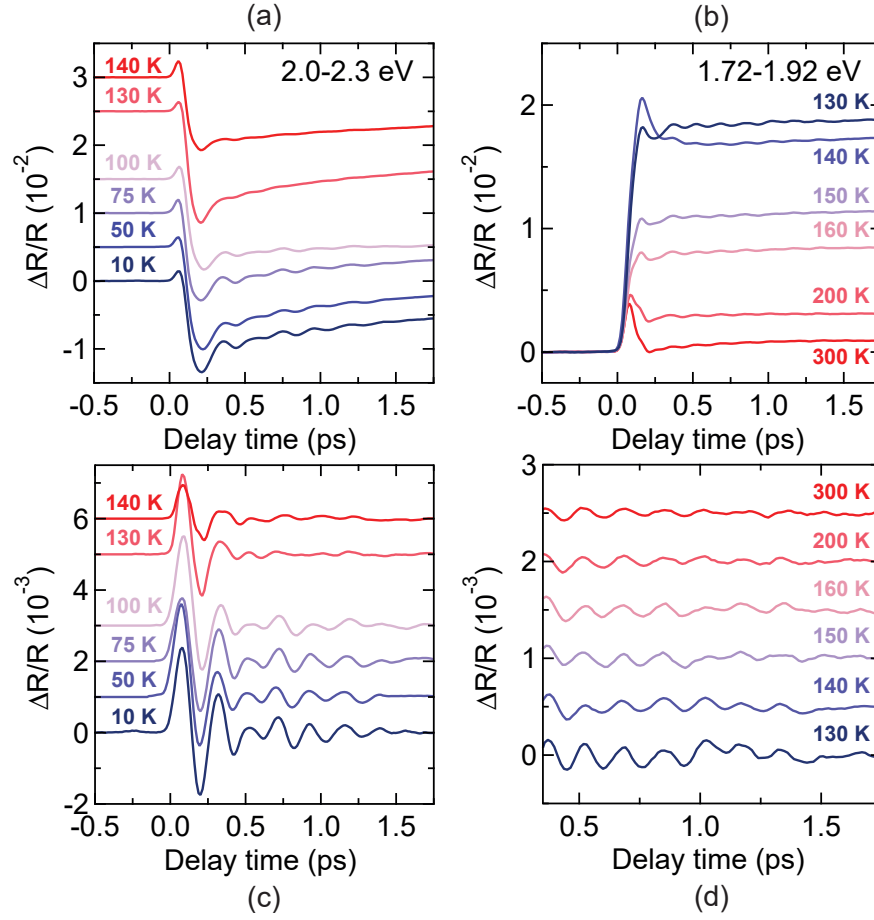 (a)
(b)
2.0-2.3 eV
140 K
130 K
100 K
75 K
50 K
10 K
3
2
1
0
-1
ΔR/R (10⁻²)
-0.5
0.0
0.5
1.0
1.5
Delay time (ps)
1.72-1.92 eV
130 K
140 K
150 K
160 K
200 K
300 K
2
1
0
ΔR/R (10⁻²)
-0.5
0.0
0.5
1.0
1.5
Delay time (ps)
140 K
130 K
100 K
75 K
50 K
10 K
6
4
2
0
-2
ΔR/R (10⁻³)
-0.5
0.0
0.5
1.0
1.5
Delay time (ps)
(c)
300 K
200 K
160 K
150 K
140 K
130 K
3
2
1
0
ΔR/R (10⁻³)
0.5
1.0
1.5
Delay time (ps)
(d)